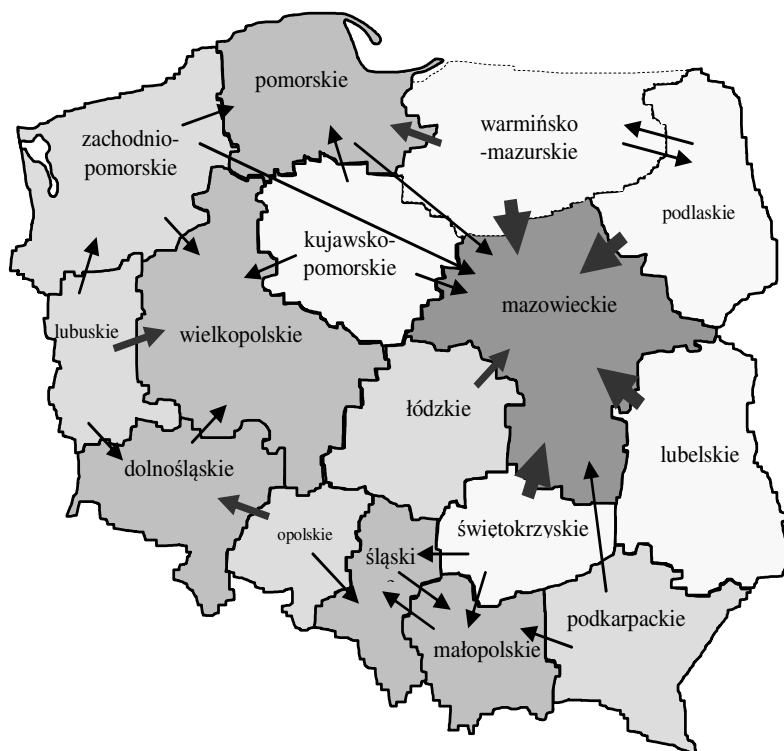 pomorskie
zachodnio-
pomorskie
warmińsko
-mazurskie
podlaskie
kujawsko-
pomorskie
mazowieckie
lubuskie
wielkopolskie
łódzkie
lubelskie
dolnośląskie
opolskie
śląski
świętokrzyskie
podkarpackie
małopolskie